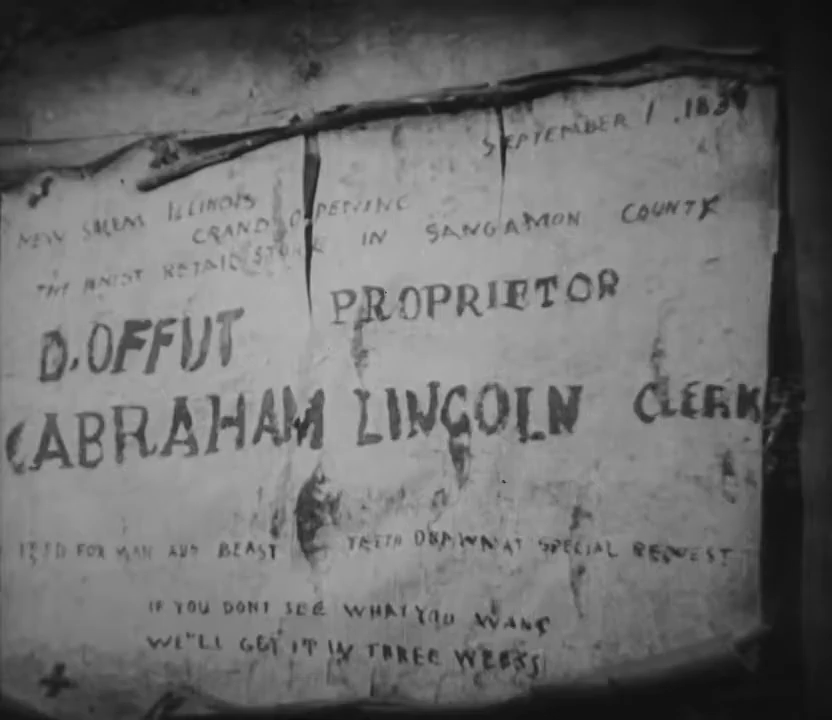 SEPTEMBER 1, 183
NEW SALEM ILLINOIS
GRAND OPENING
THE RETAIL STORE IN SANGAMON COUNTY
D. OFFUT PROPRIETOR
ABRAHAM LINCOLN CLERK
FOR MAN AND BEAST TEETH DRAWN AT SPECIAL REQUEST
IF YOU DONT SEE WHAT YOU WANT
WE'LL GET IT IN THREE WEEKS